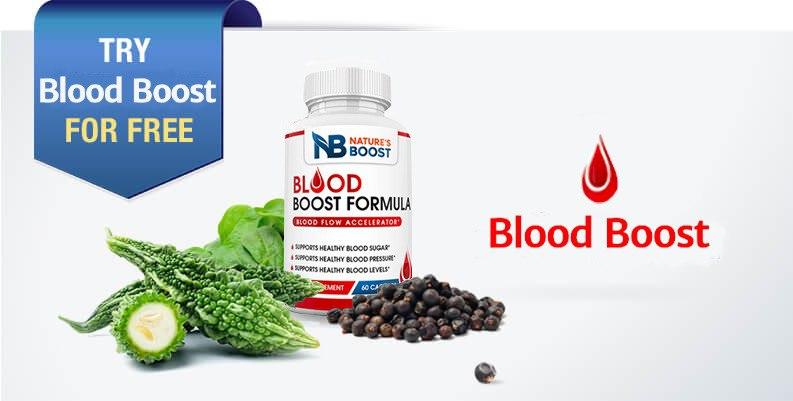 TRY
Blood Boost
FOR FREE
NB NATURE'S
BOOST
BLOOD
BOOST FORMULA
BLOOD FLOW ACCELERATOR*
SUPPORTS HEALTHY BLOOD SUGAR*
SUPPORTS HEALTHY BLOOD PRESSURE*
SUPPORTS HEALTHY BLOOD LEVELS*
60
Blood Boost